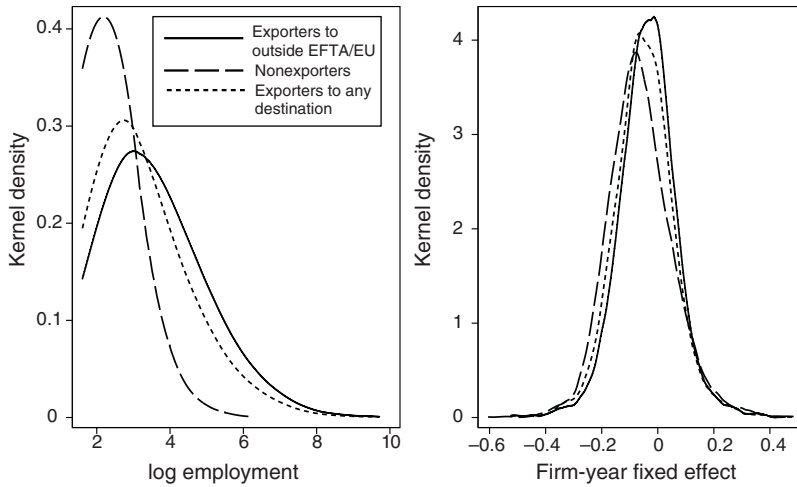 Exporters to
outside EFTA/EU
Nonexporters
Exporters to any
destination
Kernel density
0.4
0.3
0.2
0.1
0
2
4
6
8
10
log employment
Kernel density
4
3
2
1
0
−0.6
−0.4
−0.2
0
0.2
0.4
Firm-year fixed effect